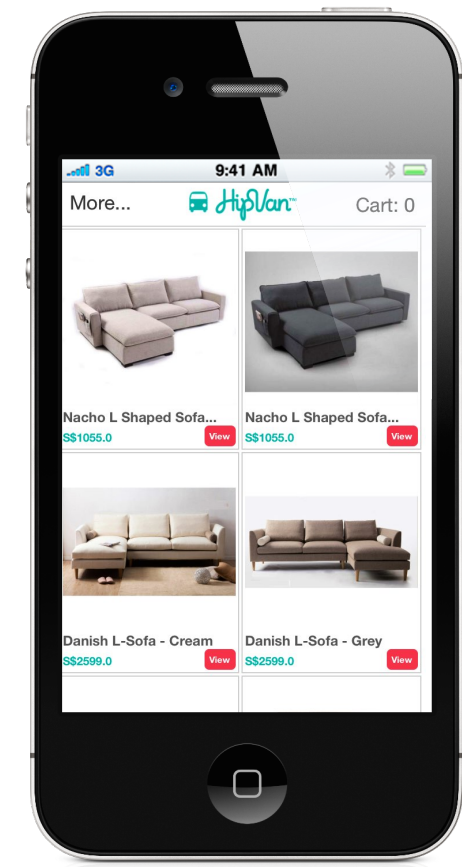 3G 9:41 AM
More... HipVan™ Cart: 0
Nacho L Shaped Sofa... Nacho L Shaped Sofa...
S$1055.0 View S$1055.0 View
Danish L-Sofa - Cream Danish L-Sofa - Grey
S$2599.0 View S$2599.0 View